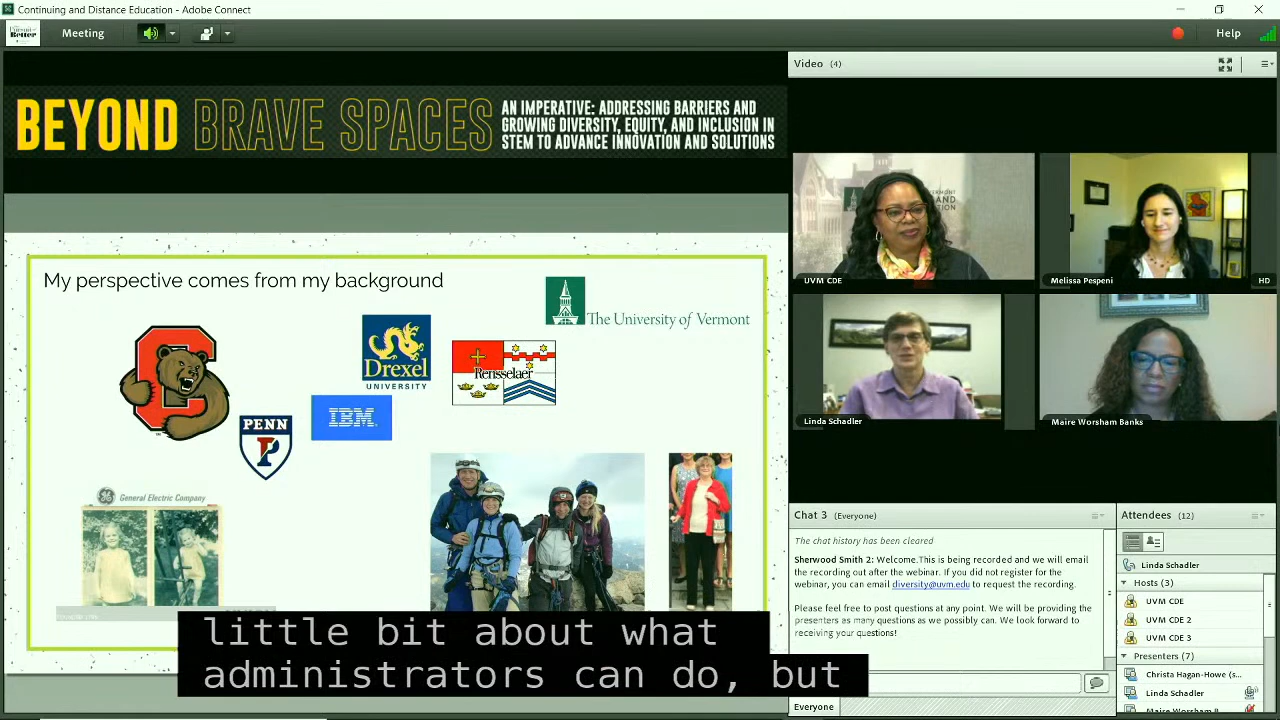 Continuing and Distance Education - Adobe Connect
Meeting
Help
BEYOND BRAVE SPACES
AN IMPERATIVE: ADDRESSING BARRIERS AND
GROWING DIVERSITY, EQUITY, AND INCLUSION IN
STEM TO ADVANCE INNOVATION AND SOLUTIONS
My perspective comes from my background
The University of Vermont
C
Drexel
UNIVERSITY
Rensselaer
IBM
PENN
P
General Electric Company
little bit about what
administrators can do, but
Video (4)
UVM CDE
Melissa Pespeni
HD
Linda Schadler
Maire Worsham Banks
Chat 3 (Everyone)
The chat history has been cleared
Sherwood Smith 2: Welcome.This is being recorded and we will email
the recording out after the webinar. If you did not register for the
webinar, you can email diversity@uvm.edu to request the recording.
Please feel free to post questions at any point. We will be providing the
presenters as many questions as we possibly can. We look forward to
receiving your questions!
Everyone
Attendees (12)
Linda Schadler
Hosts (3)
UVM CDE
UVM CDE 2
UVM CDE 3
Presenters (7)
Christa Hagan-Howe (s...
Linda Schadler
Maire Worsham B...